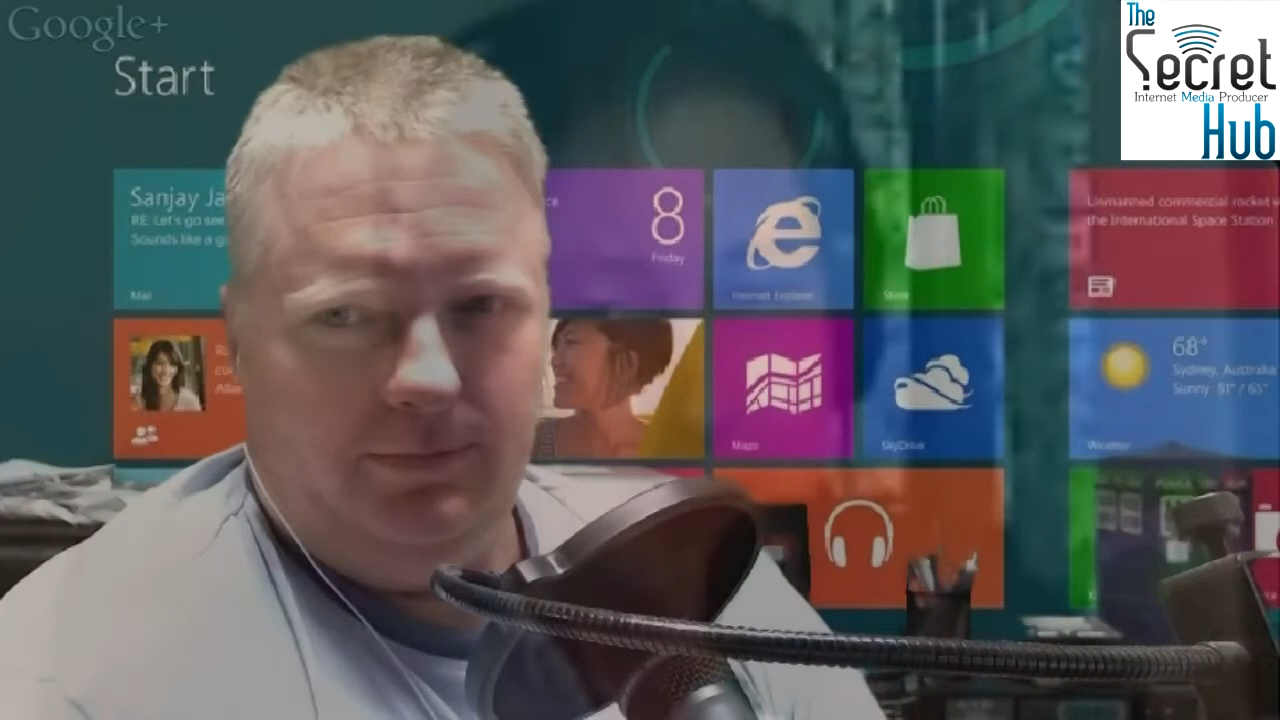 Google+
Start
The
Secret
Internet Media Producer
Hub
Sanjay Ja
RE: Let's go see
Sounds like a g
Mail
8
Friday
Internet Explorer
Store
Unmanned commercial rocket
the International Space Station
Maps
SkyDrive
68°
Sydney, Australia
Sunny 51° / 65°
Weather